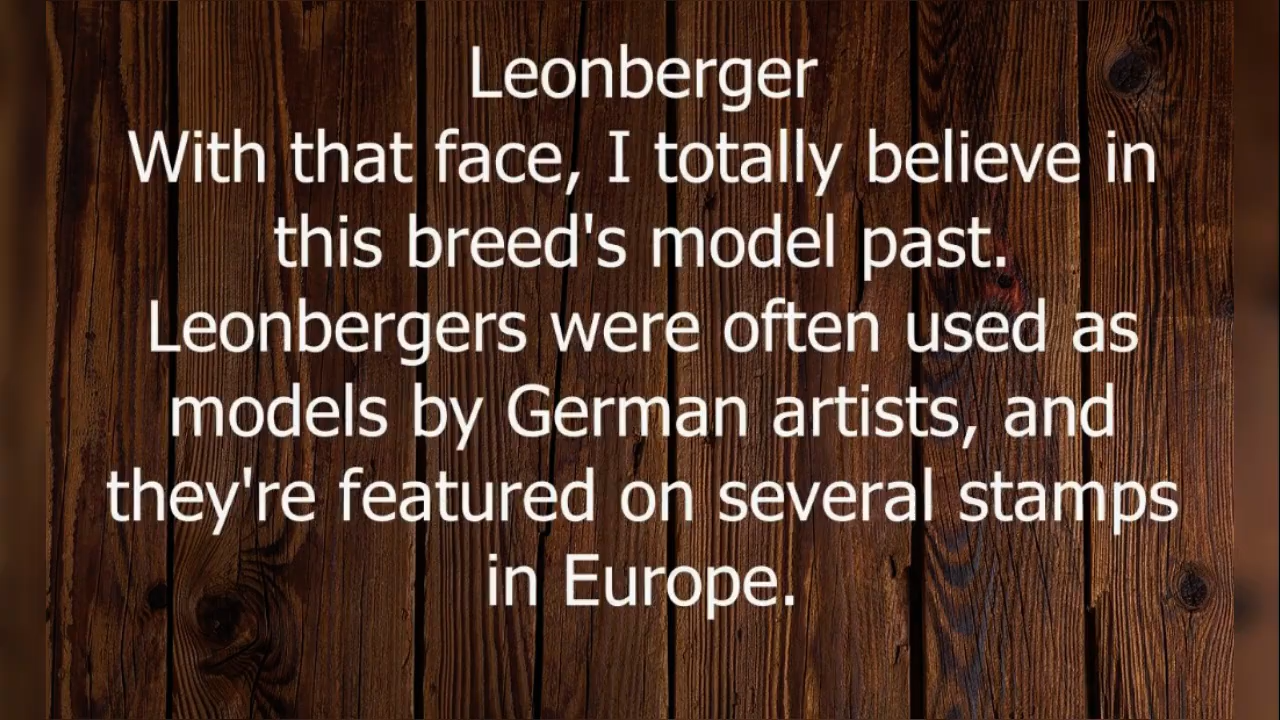 Leonberger
With that face, I totally believe in
this breed's model past.
Leonbergers were often used as
models by German artists, and
they're featured on several stamps
in Europe.